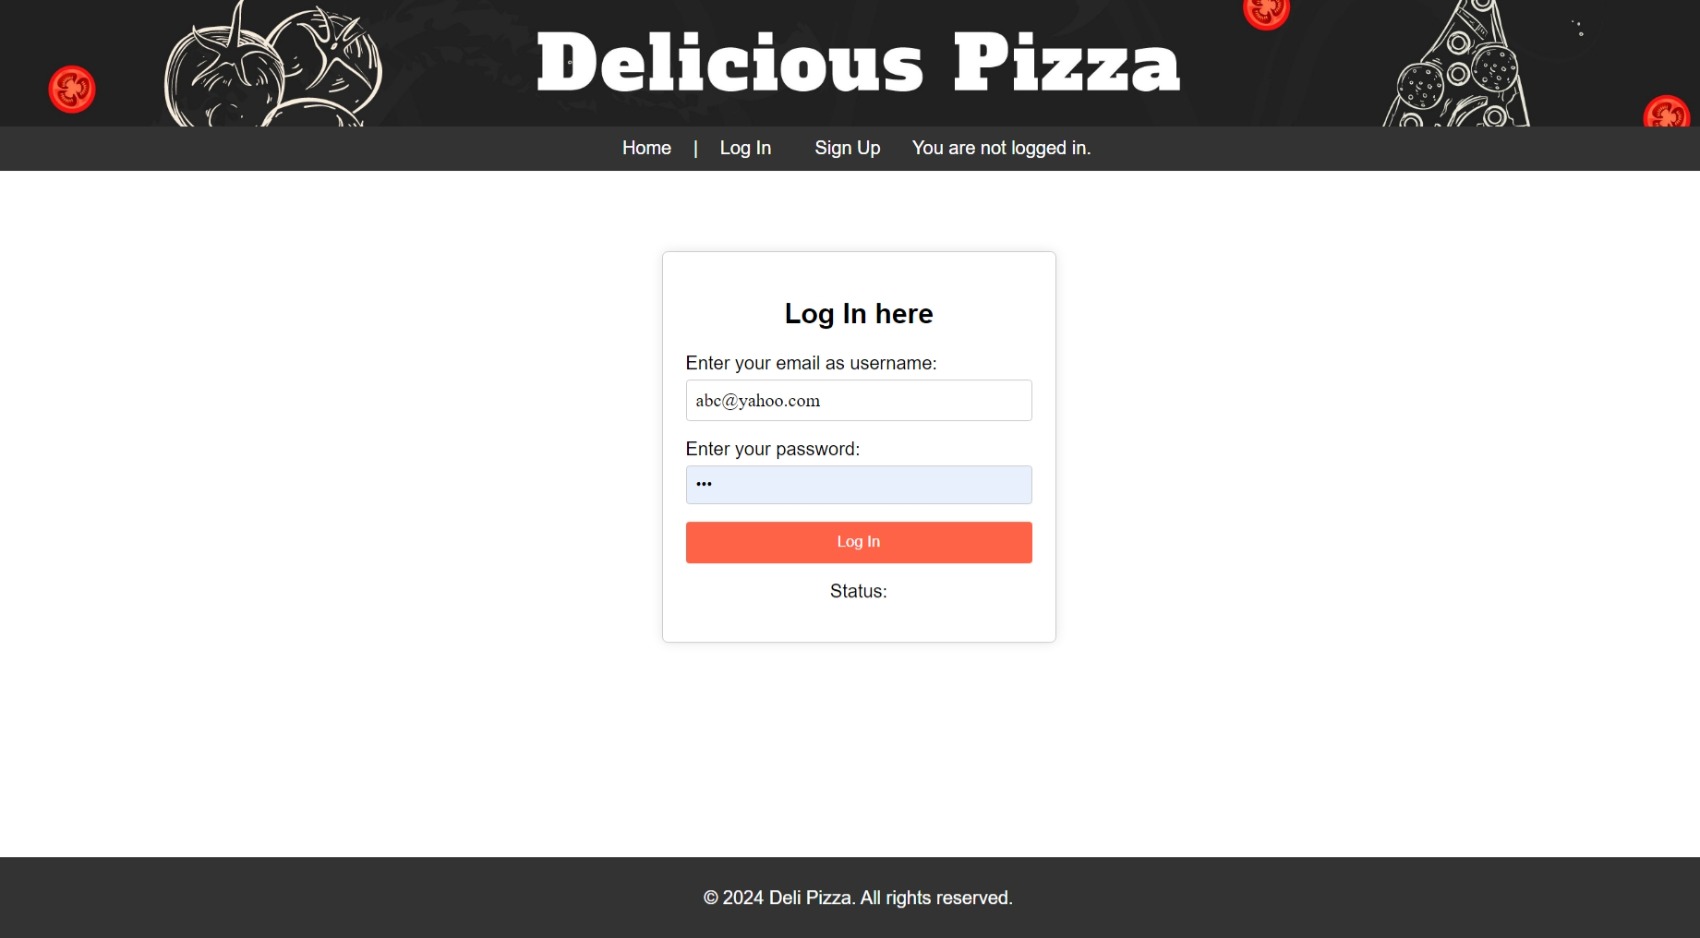 Delicious Pizza
Home | Log In Sign Up You are not logged in.
Log In here
Enter your email as username:
abc@yahoo.com
Enter your password:
•••
Log In
Status:
© 2024 Deli Pizza. All rights reserved.